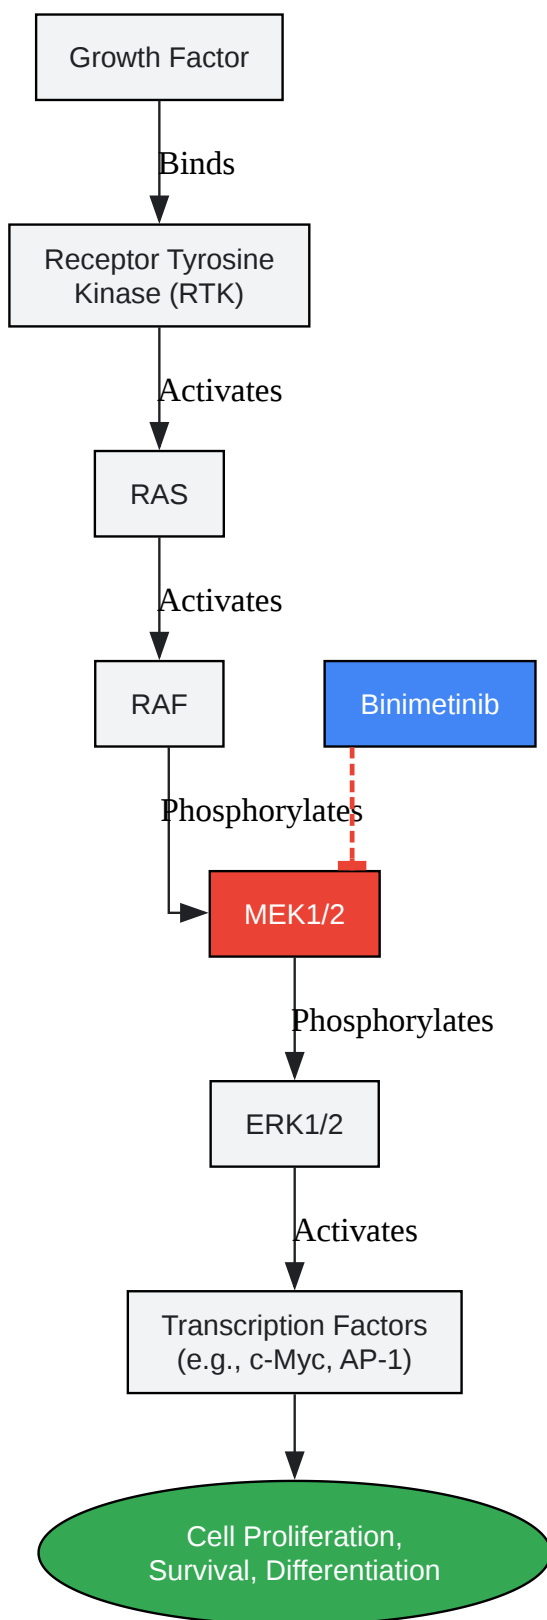 Growth Factor
Binds
Receptor Tyrosine
Kinase (RTK)
Activates
RAS
Activates
RAF
Binimetinib
Phosphorylates
MEK1/2
Phosphorylates
ERK1/2
Activates
Transcription Factors
(e.g., c-Myc, AP-1)
Cell Proliferation,
Survival, Differentiation